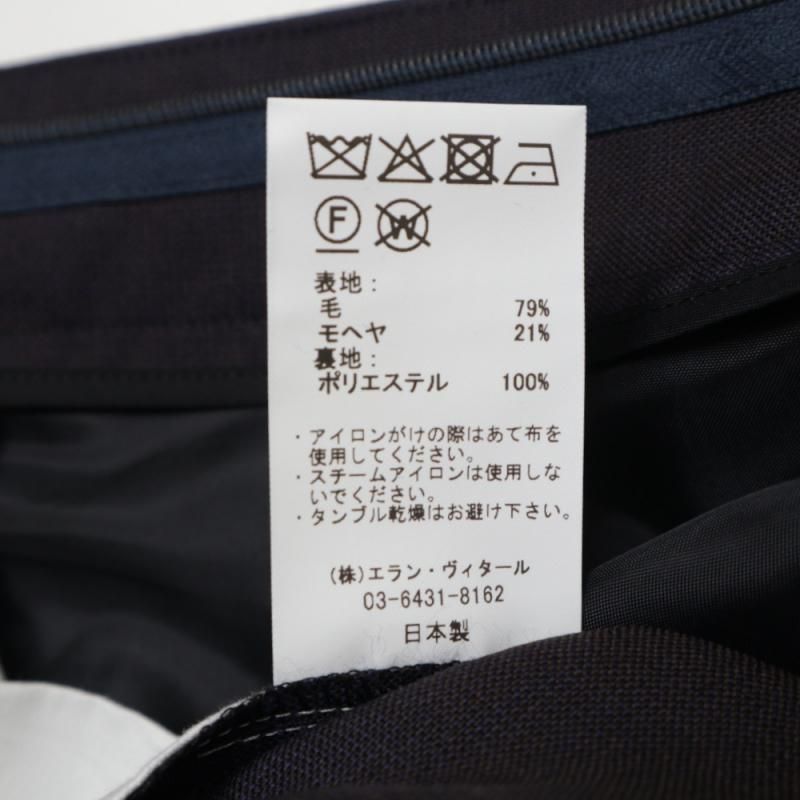 F
W
表地:
毛 79%
モヘヤ 21%
裏地:
ポリエステル 100%
・アイロンがけの際はあて布を
使用してください。
・スチームアイロンは使用しな
いでください。
・タンブル乾燥はお避け下さい。
(株)エラン・ヴィタール
03-6431-8162
日本製